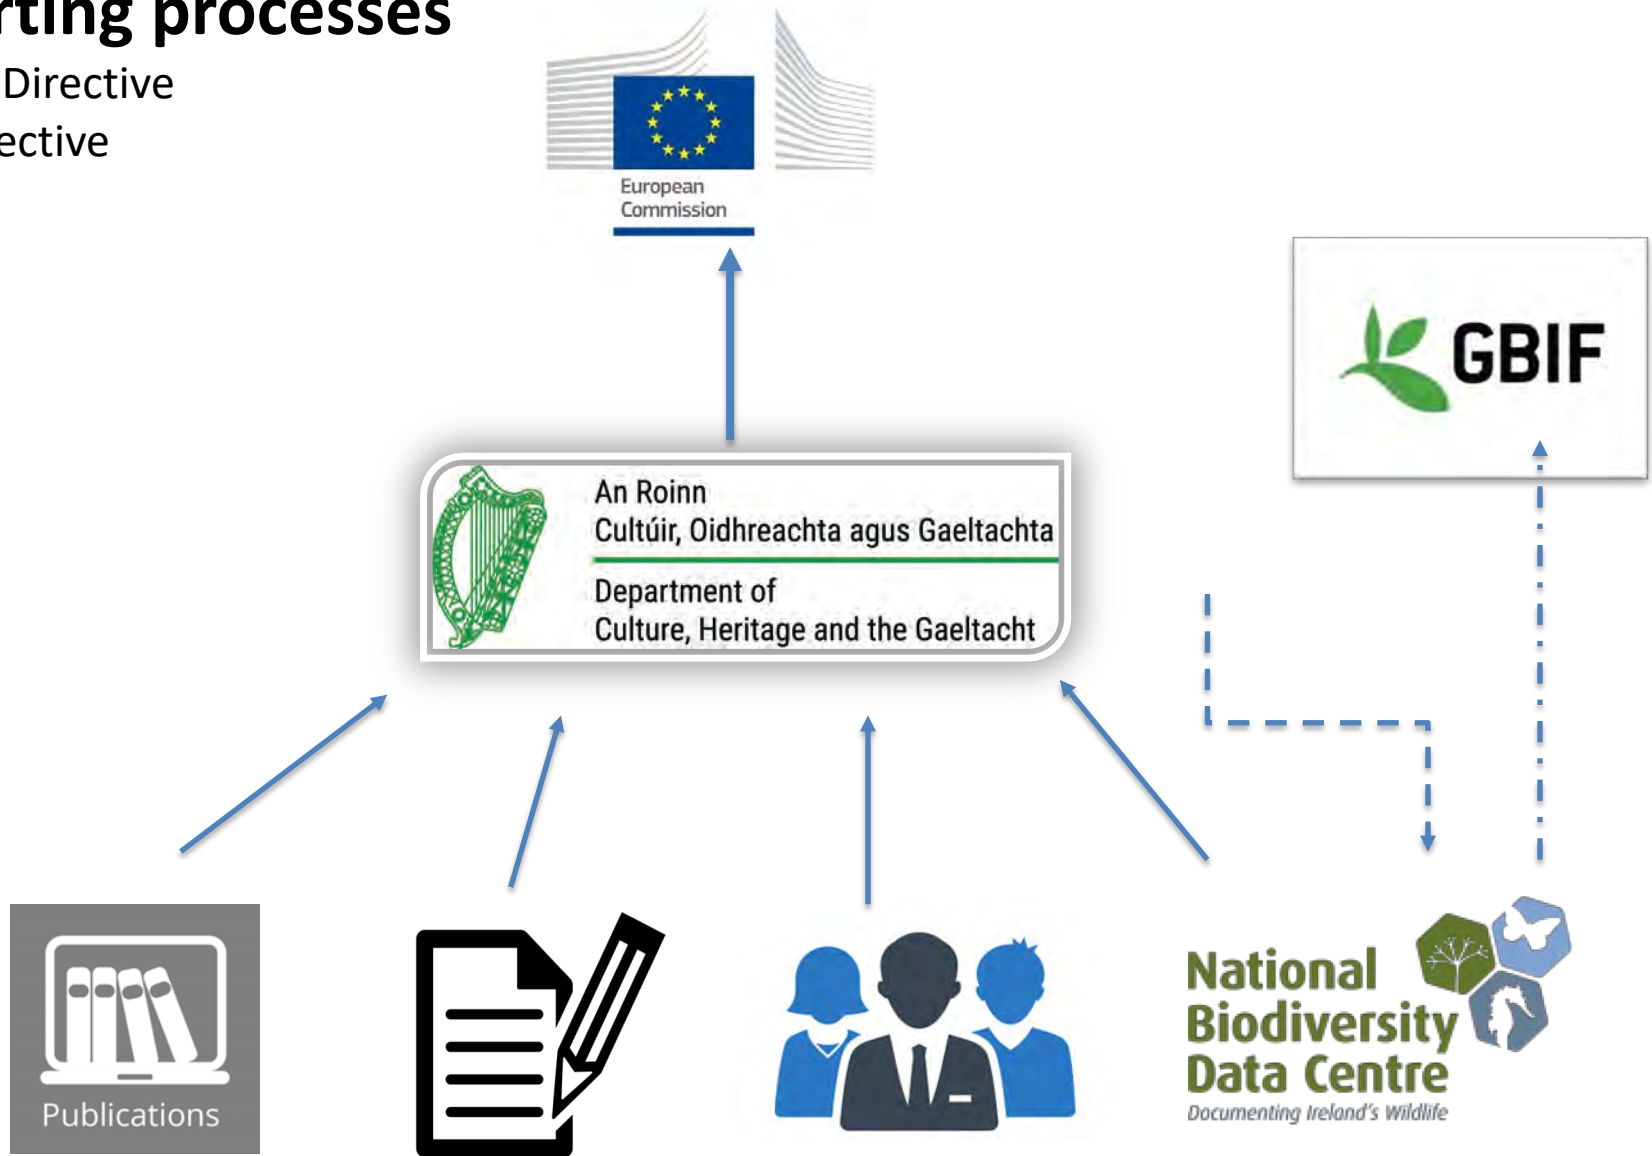 rting processes
Directive
ective
European
Commission
GBIF
An Roinn
Cultúir, Oidhreachta agus Gaeltachta
Department of
Culture, Heritage and the Gaeltacht
Publications
National
Biodiversity
Data Centre
Documenting Ireland's Wildlife